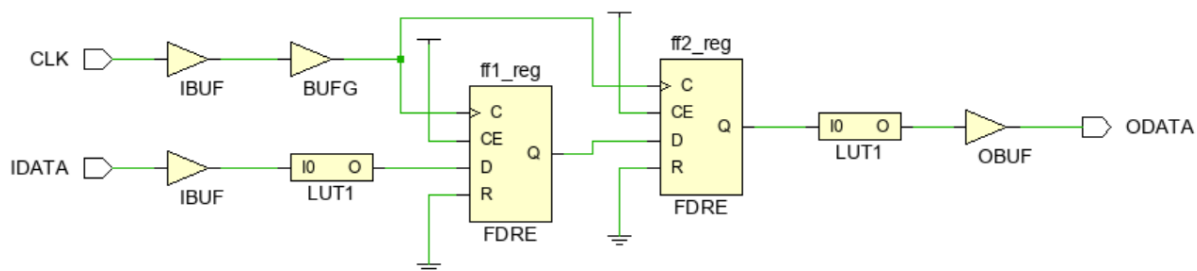 CLK
IBUF
BUFG
ff1_reg
C
CE
D
R
Q
FDRE
ff2_reg
C
CE
D
R
Q
FDRE
I0 O
LUT1
OBUF
ODATA
IDATA
IBUF
I0 O
LUT1